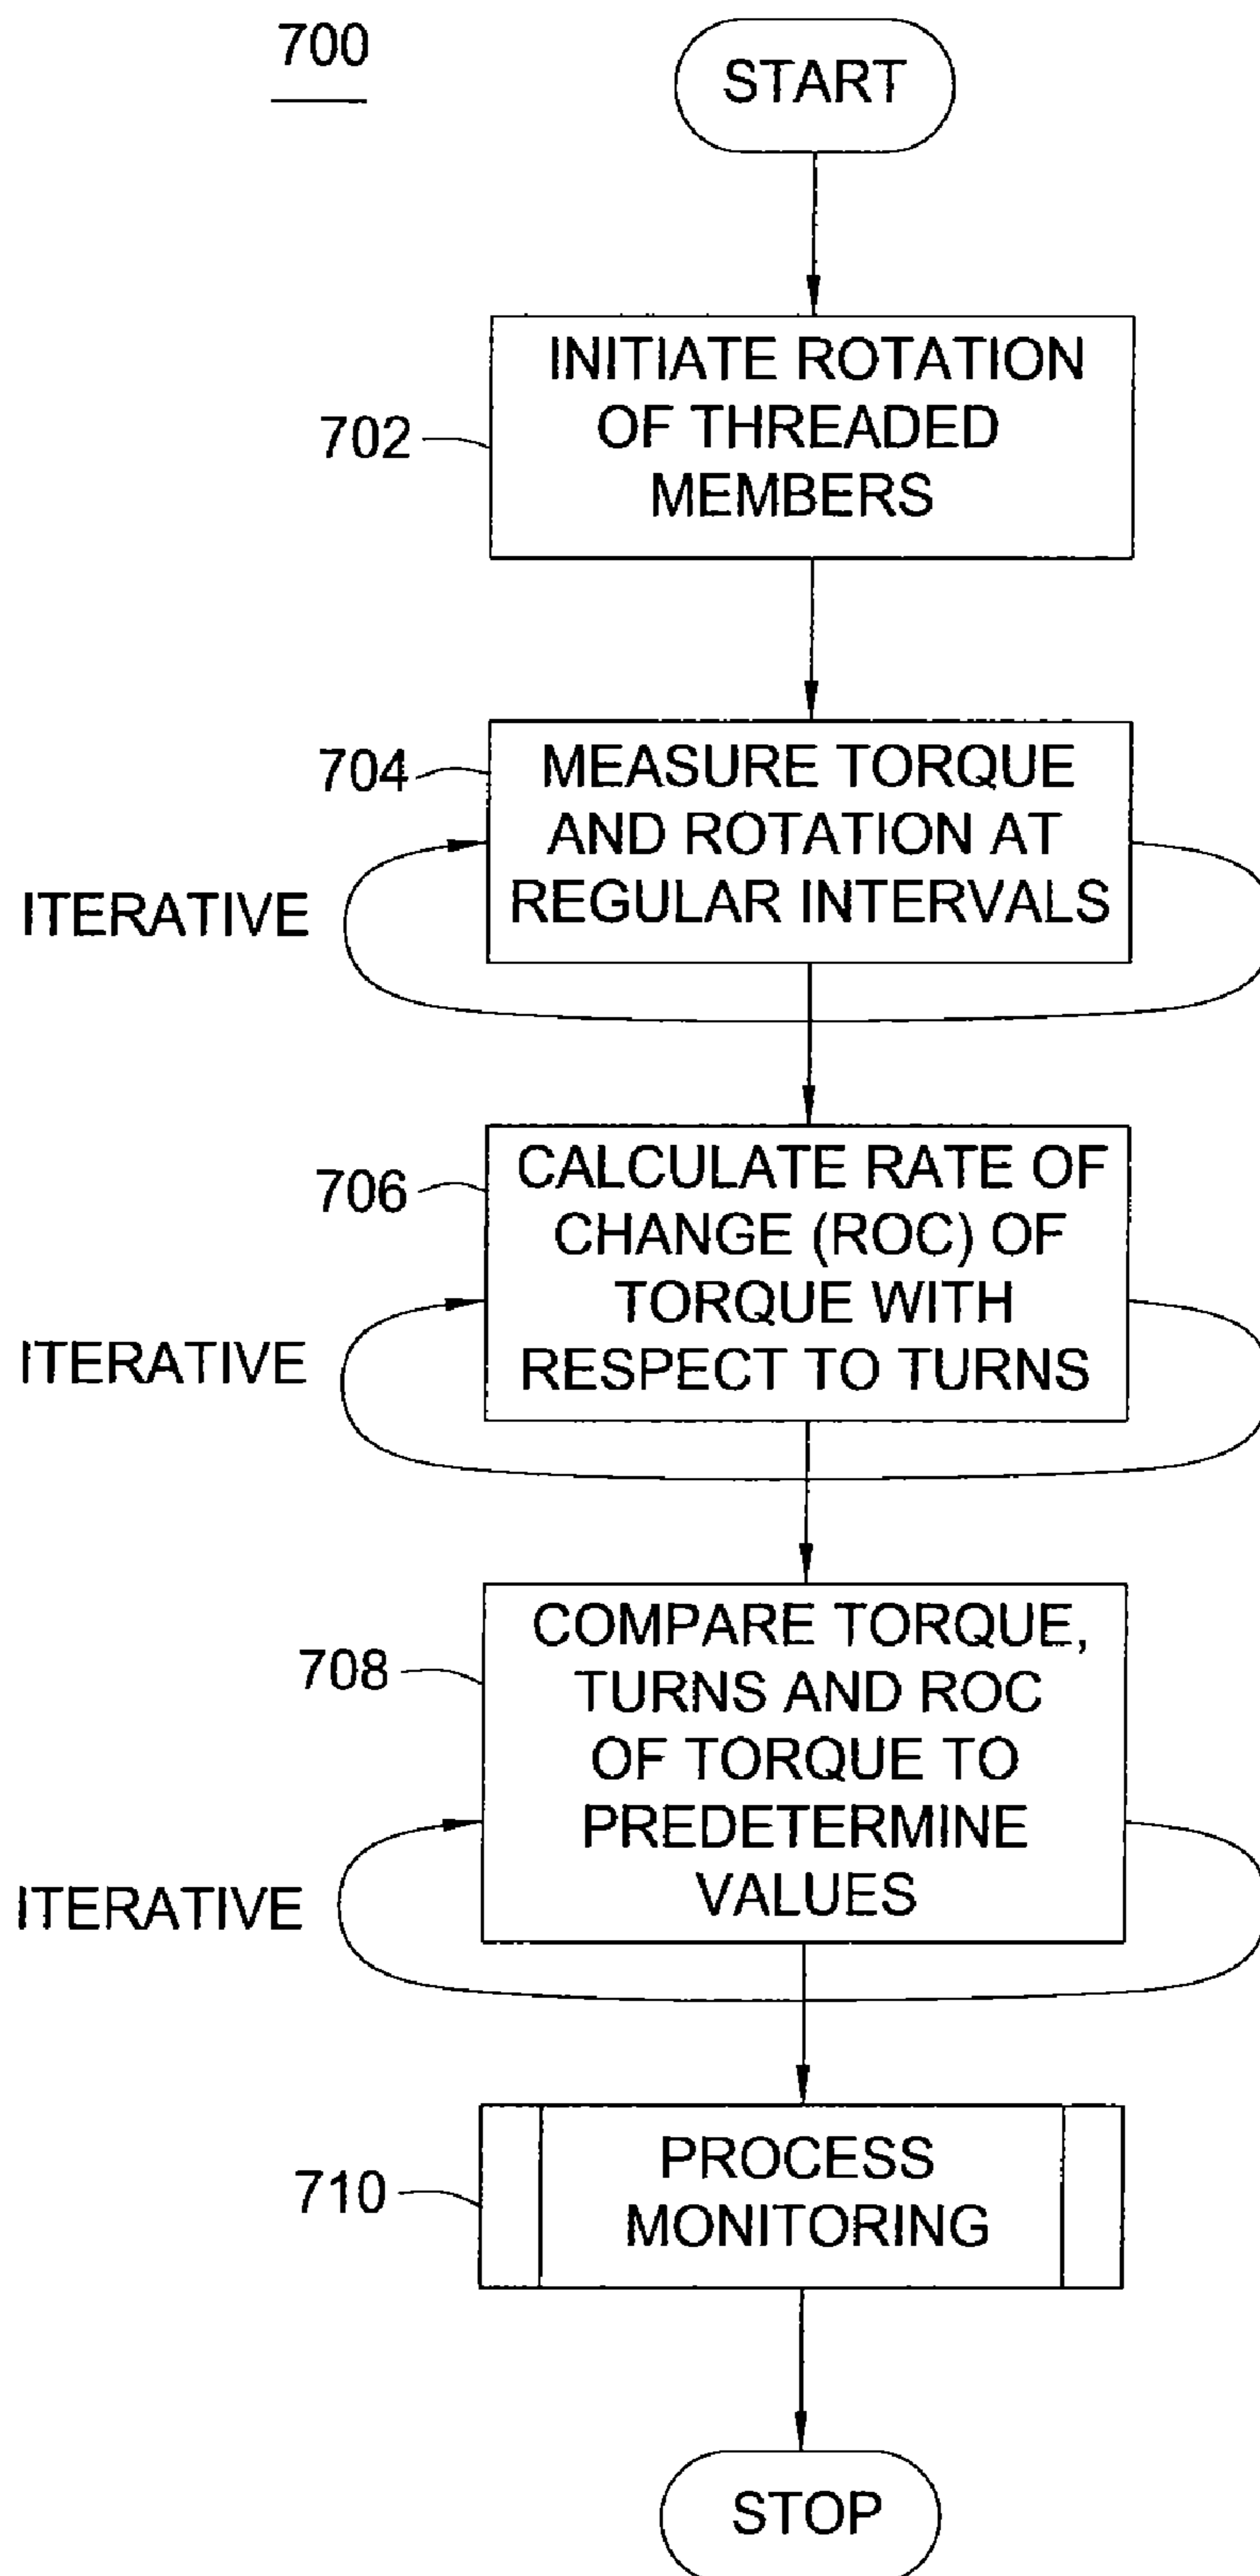 700
START
702
INITIATE ROTATION
OF THREADED
MEMBERS
704
MEASURE TORQUE
AND ROTATION AT
REGULAR INTERVALS
ITERATIVE
706
CALCULATE RATE OF
CHANGE (ROC) OF
TORQUE WITH
RESPECT TO TURNS
ITERATIVE
708
COMPARE TORQUE,
TURNS AND ROC
OF TORQUE TO
PREDETERMINE
VALUES
ITERATIVE
710
PROCESS
MONITORING
STOP